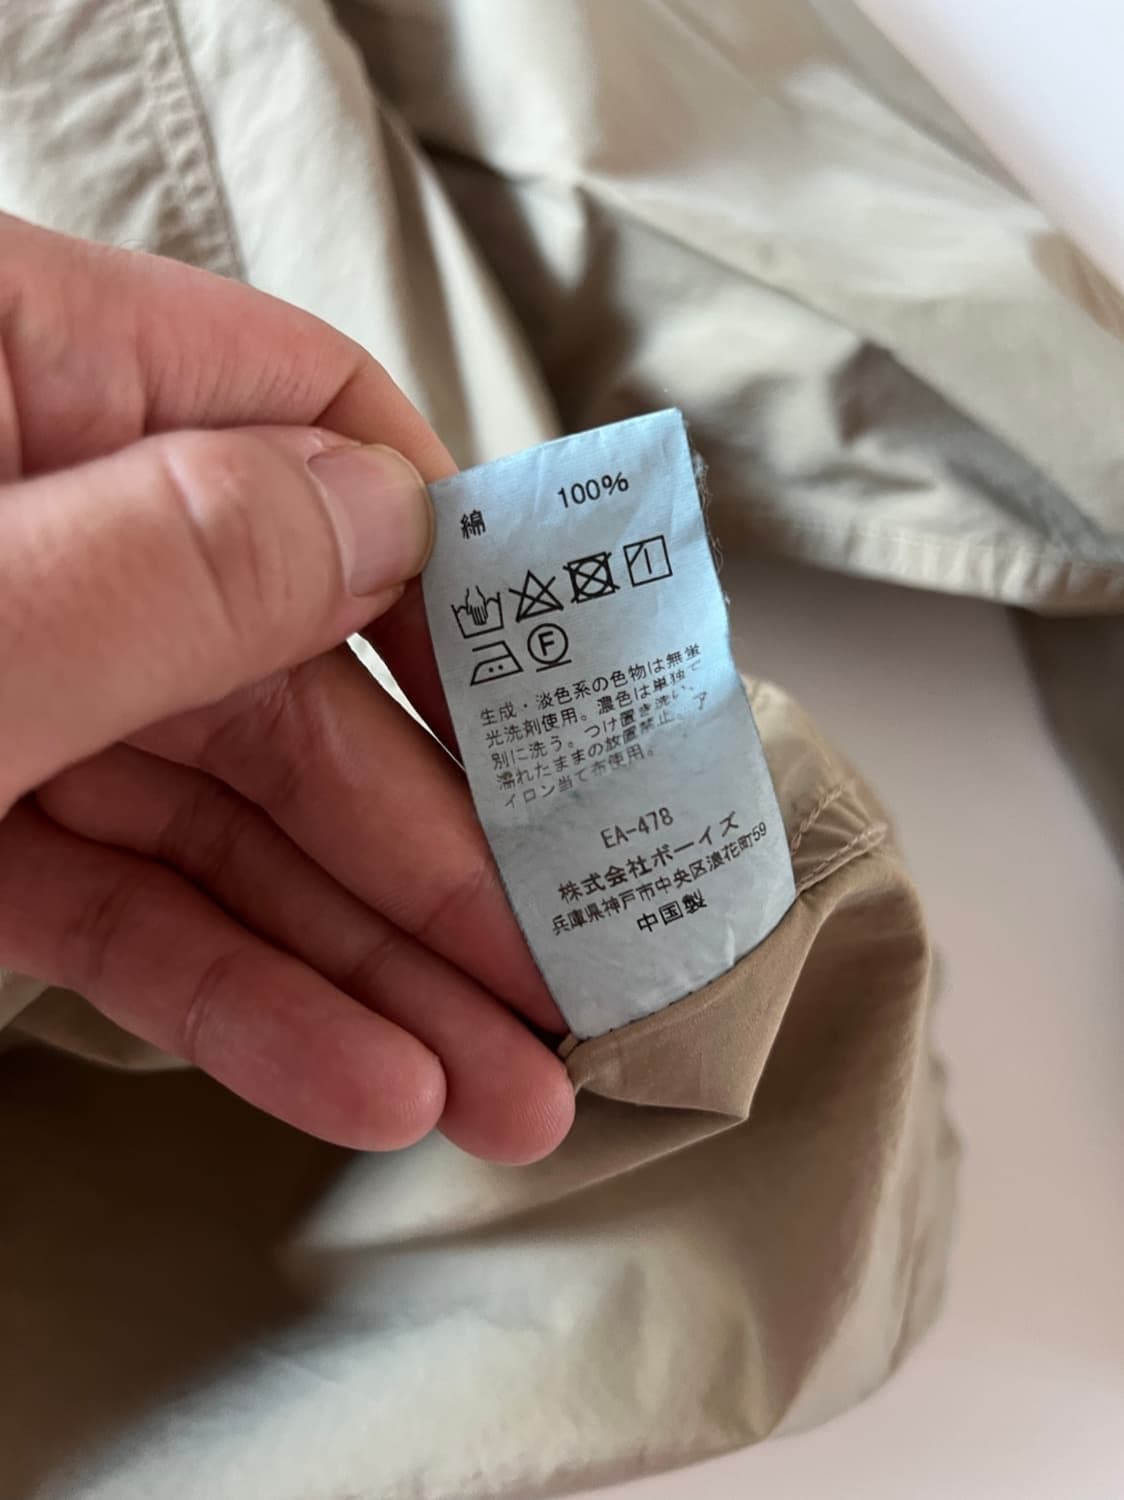 綿 100%
F
生成・淡色系の色物は無蛍
光洗剤使用。濃色は単独で
別に洗う。つけ置き洗い、
濡れたままの放置禁止。ア
イロン当て布使用。
EA-478
株式会社ボーイズ
兵庫県神戸市中央区浪花町59
中国製